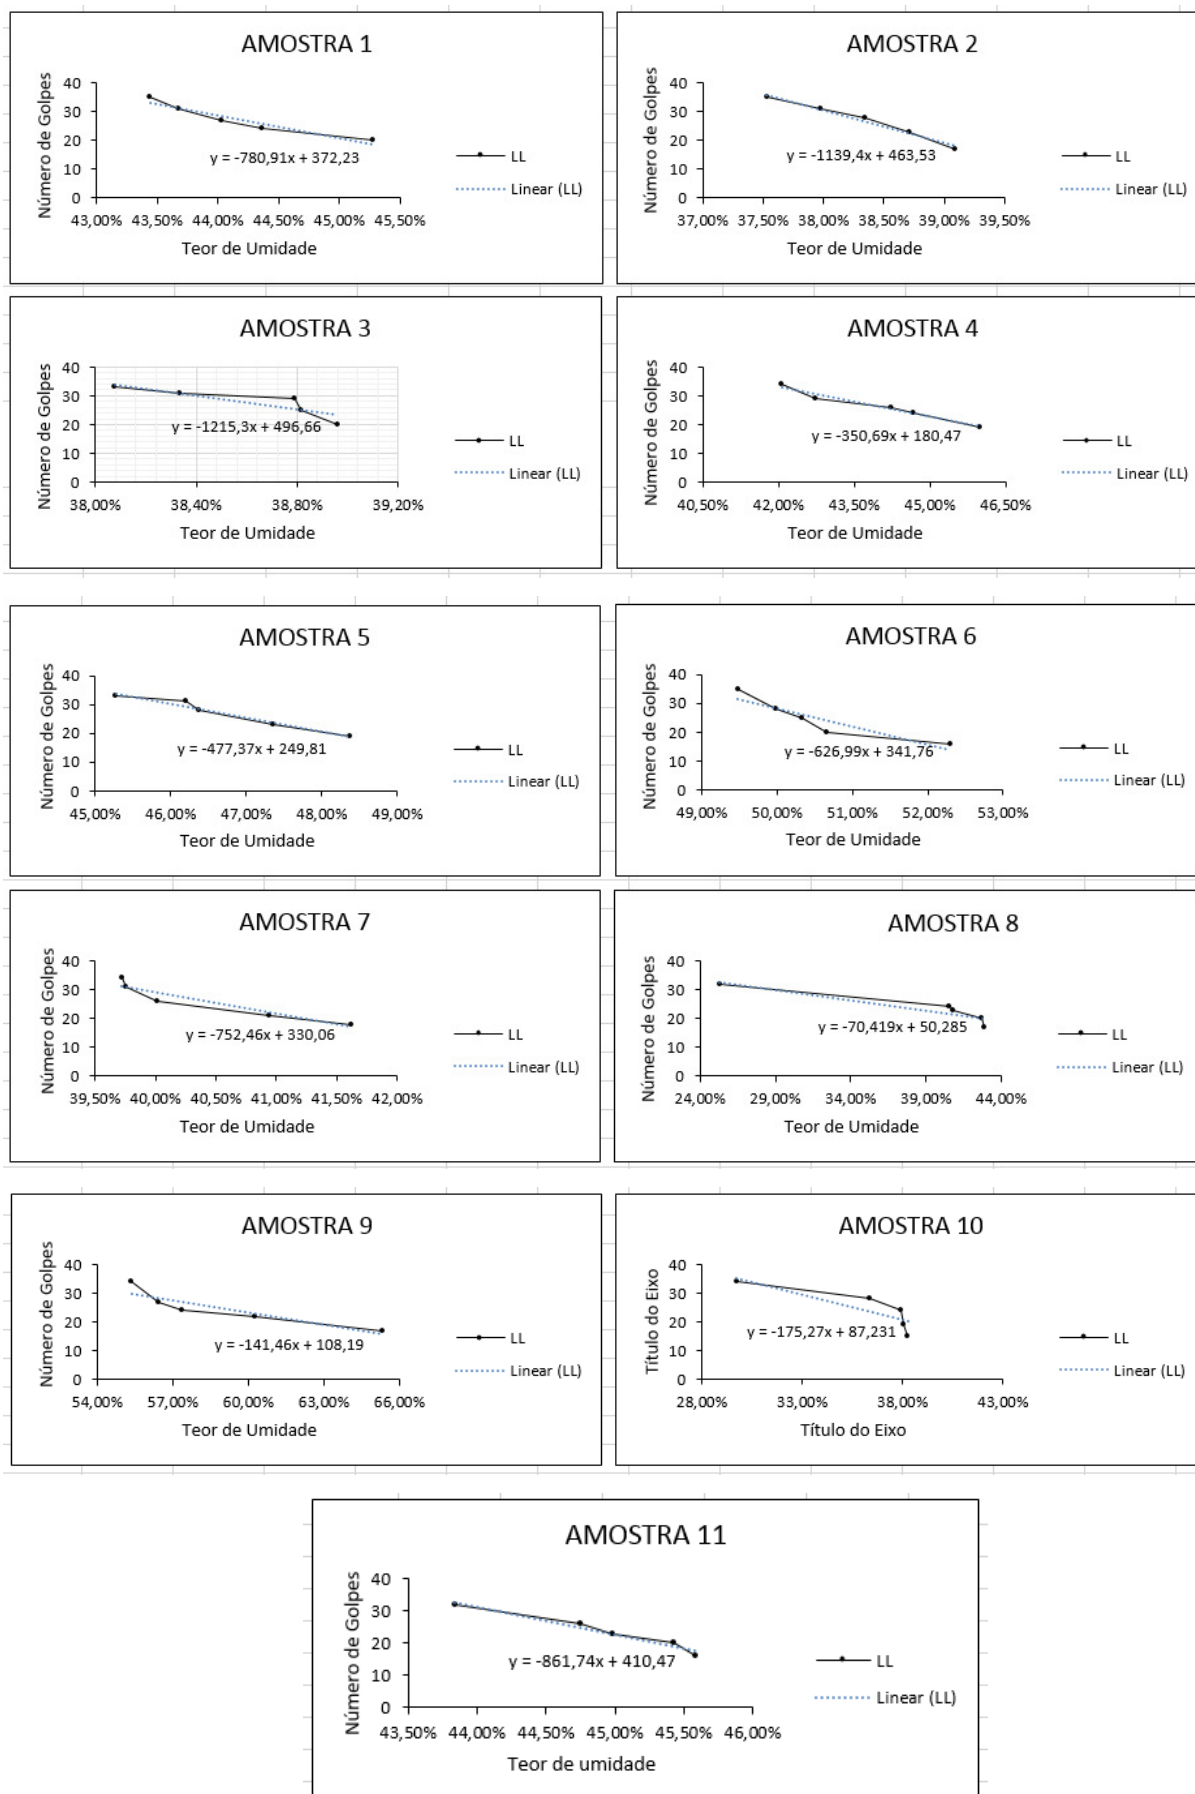 AMOSTRA 1
Número de Golpes
40
30
20
10
0
y = -780,91x + 372,23
LL
Linear (LL)
43,00% 43,50% 44,00% 44,50% 45,00% 45,50%
Teor de Umidade
AMOSTRA 2
Número de Golpes
40
30
20
10
0
y = -1139,4x + 463,53
LL
Linear (LL)
37,00% 37,50% 38,00% 38,50% 39,00% 39,50%
Teor de Umidade
AMOSTRA 3
Número de Golpes
40
30
20
10
0
y = -1215,3x + 496,66
LL
Linear (LL)
38,00% 38,40% 38,80% 39,20%
Teor de Umidade
AMOSTRA 4
Número de Golpes
40
30
20
10
0
y = -350,69x + 180,47
LL
Linear (LL)
40,50% 42,00% 43,50% 45,00% 46,50%
Teor de Umidade
AMOSTRA 5
Número de Golpes
40
30
20
10
0
y = -477,37x + 249,81
LL
Linear (LL)
45,00% 46,00% 47,00% 48,00% 49,00%
Teor de Umidade
AMOSTRA 6
Número de Golpes
40
30
20
10
0
y = -626,99x + 341,76
LL
Linear (LL)
49,00% 50,00% 51,00% 52,00% 53,00%
Teor de Umidade
AMOSTRA 7
Número de Golpes
40
30
20
10
0
y = -752,46x + 330,06
LL
Linear (LL)
39,50% 40,00% 40,50% 41,00% 41,50% 42,00%
Teor de Umidade
AMOSTRA 8
Número de Golpes
40
30
20
10
0
y = -70,419x + 50,285
LL
Linear (LL)
24,00% 29,00% 34,00% 39,00% 44,00%
Teor de Umidade
AMOSTRA 9
Número de Golpes
40
30
20
10
0
y = -141,46x + 108,19
LL
Linear (LL)
54,00% 57,00% 60,00% 63,00% 66,00%
Teor de Umidade
AMOSTRA 10
Título do Eixo
40
30
20
10
0
y = -175,27x + 87,231
LL
Linear (LL)
28,00% 33,00% 38,00% 43,00%
Título do Eixo
AMOSTRA 11
Número de Golpes
40
30
20
10
0
y = -861,74x + 410,47
LL
Linear (LL)
43,50% 44,00% 44,50% 45,00% 45,50% 46,00%
Teor de umidade